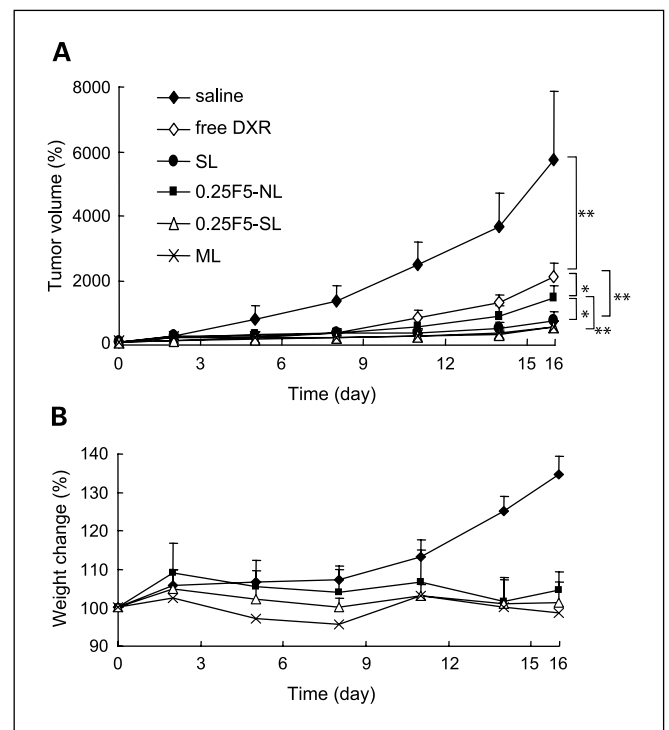 A
8000
6000
4000
2000
0
Tumor volume (%)
saline
free DXR
SL
0.25F5-NL
0.25F5-SL
ML
**
*
**
*
**
0 3 6 9 12 15 16
Time (day)
B
140
130
120
110
100
90
Weight change (%)
0 3 6 9 12 15 16
Time (day)